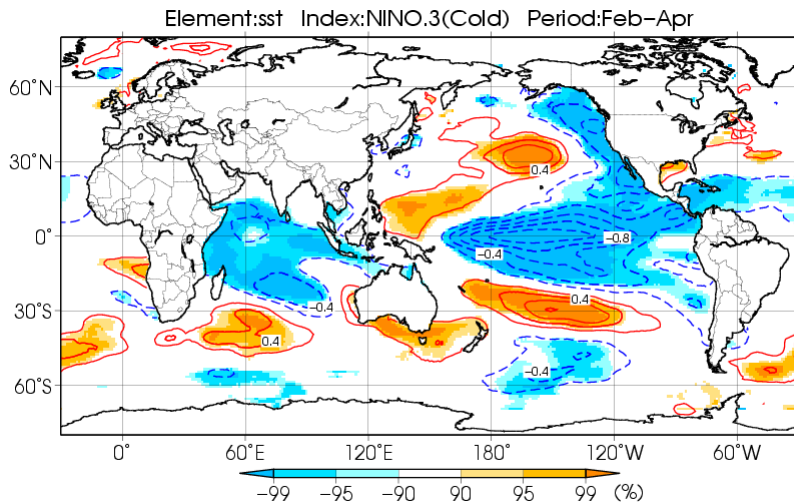 Element:sst Index:NINO.3(Cold) Period:Feb-Apr
60°N
30°N
0.4
0°
-0.8
-0.4
-0.4
30°S
0.4
0.4
60°S
-0.4
0° 60°E 120°E 180° 120°W 60°W
-99 -95 -90 90 95 99 (%)